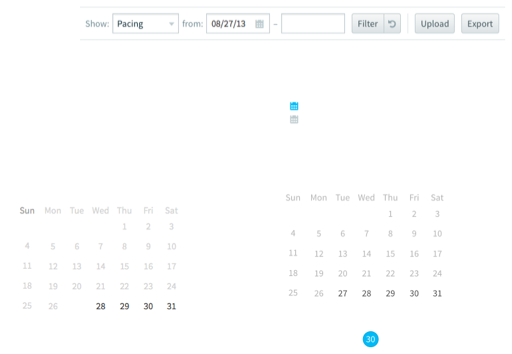 Show: Pacing from: 08/27/13 – Filter Upload Export
Sun Mon Tue Wed Thu Fri Sat
1 2 3
4 5 6 7 8 9 10
11 12 13 14 15 16 17
18 19 20 21 22 23 24
25 26 28 29 30 31
Sun Mon Tue Wed Thu Fri Sat
1 2 3
4 5 6 7 8 9 10
11 12 13 14 15 16 17
18 19 20 21 22 23 24
25 26 27 28 29 30 31
30